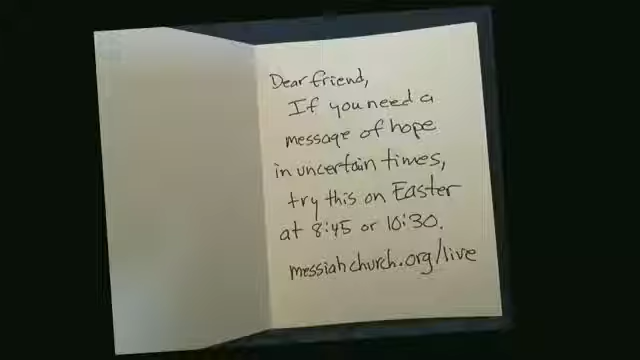 Dear friend,
If you need a
message of hope
in uncertain times,
try this on Easter
at 8:45 or 10:30.
messiahchurch.org/live